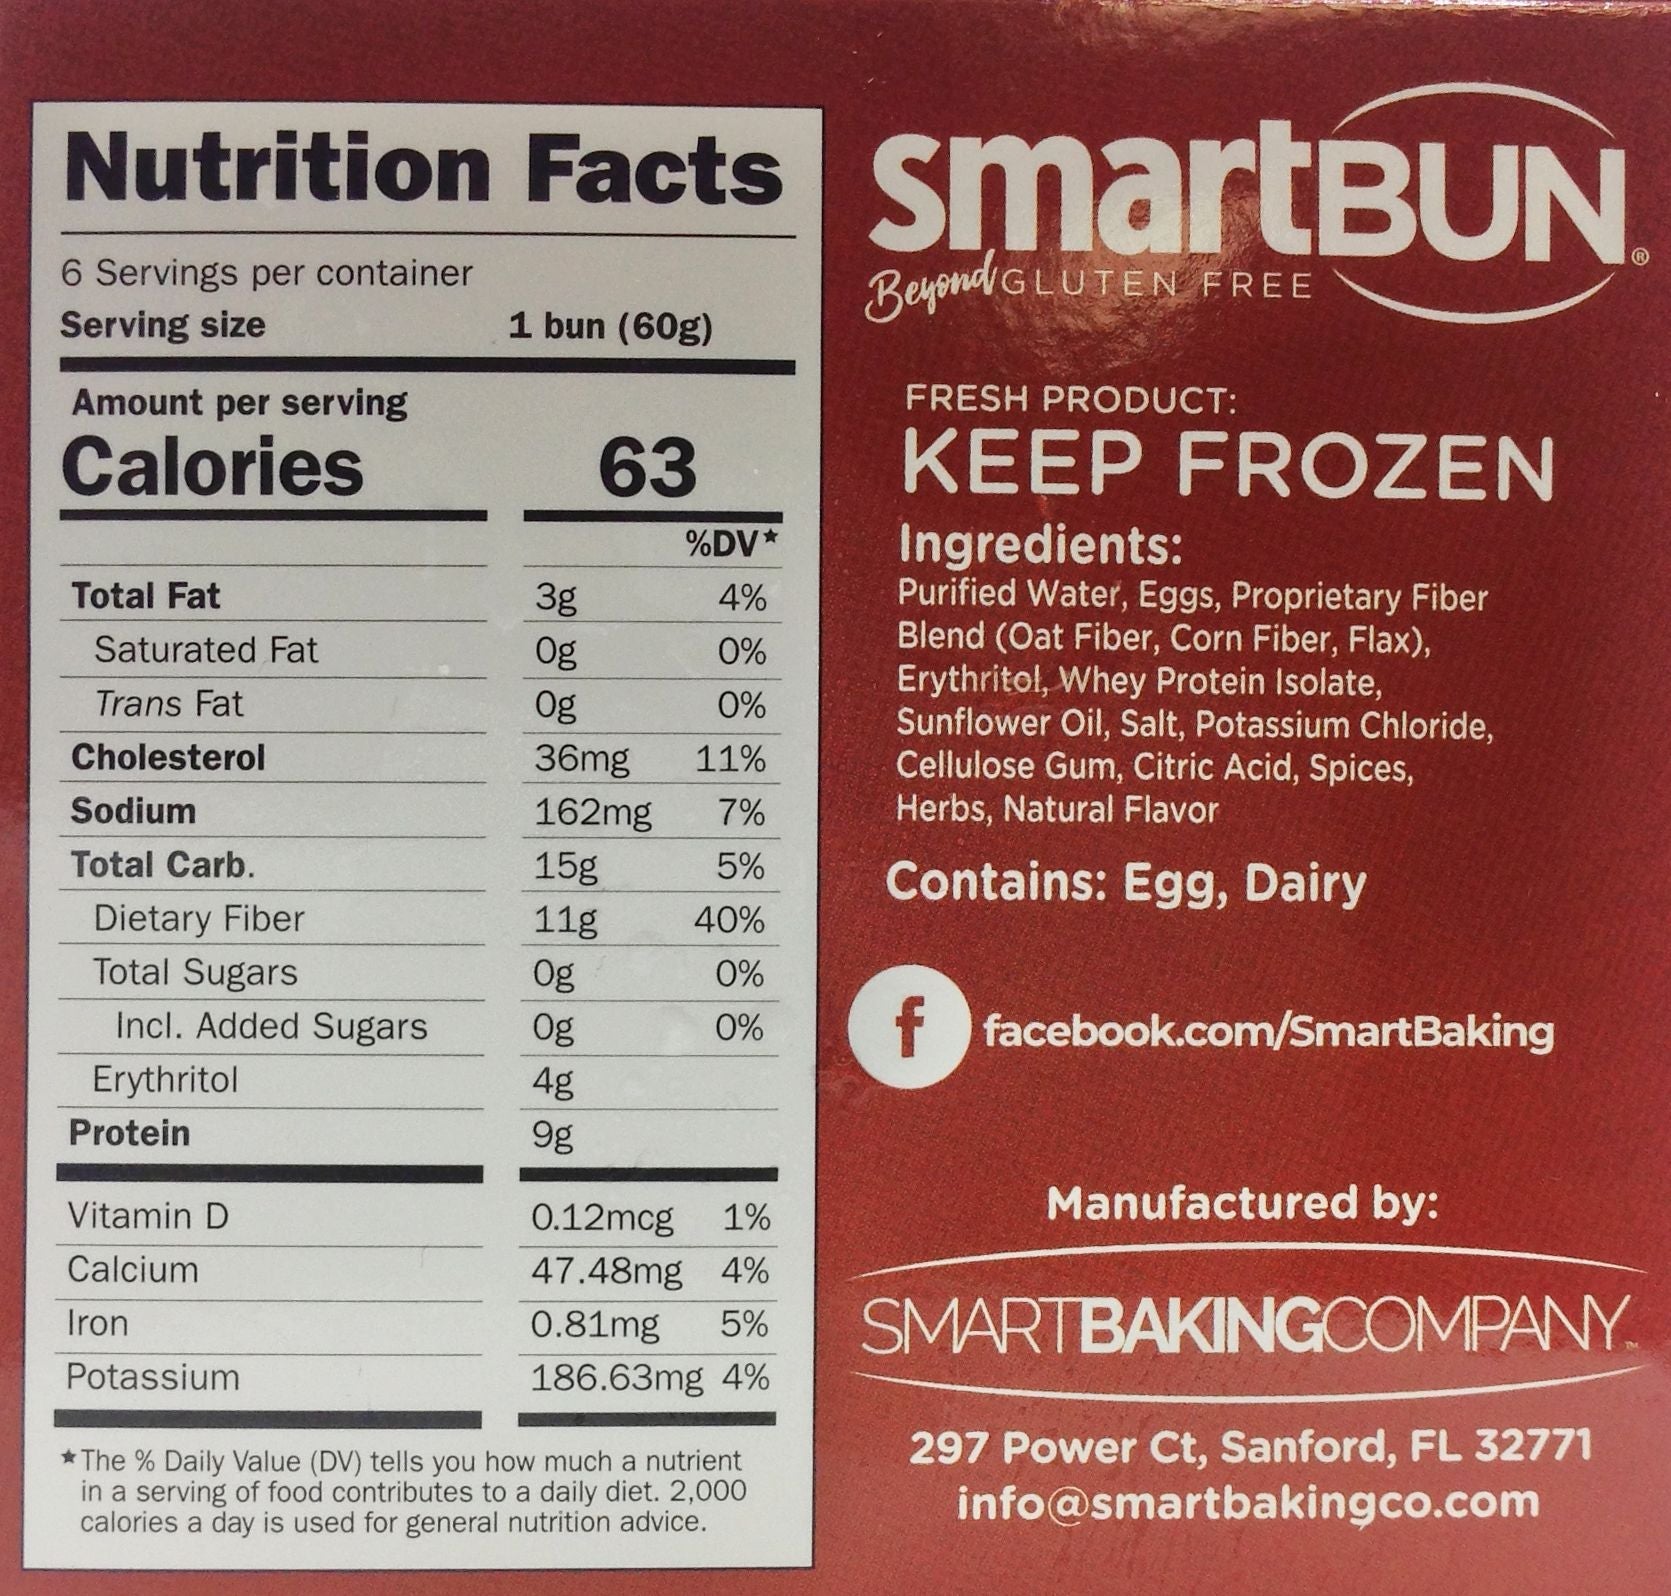 Nutrition Facts
6 Servings per container
Serving size 1 bun (60g)
Amount per serving
Calories 63
%DV*
Total Fat 3g 4%
Saturated Fat 0g 0%
Trans Fat 0g 0%
Cholesterol 36mg 11%
Sodium 162mg 7%
Total Carb. 15g 5%
Dietary Fiber 11g 40%
Total Sugars 0g 0%
Incl. Added Sugars 0g 0%
Erythritol 4g
Protein 9g
Vitamin D 0.12mcg 1%
Calcium 47.48mg 4%
Iron 0.81mg 5%
Potassium 186.63mg 4%
*The % Daily Value (DV) tells you how much a nutrient
in a serving of food contributes to a daily diet. 2,000
calories a day is used for general nutrition advice.
smartBUN®
Beyond GLUTEN FREE
FRESH PRODUCT:
KEEP FROZEN
Ingredients:
Purified Water, Eggs, Proprietary Fiber
Blend (Oat Fiber, Corn Fiber, Flax),
Erythritol, Whey Protein Isolate,
Sunflower Oil, Salt, Potassium Chloride,
Cellulose Gum, Citric Acid, Spices,
Herbs, Natural Flavor
Contains: Egg, Dairy
f facebook.com/SmartBaking
Manufactured by:
SMARTBAKINGCOMPANY™
297 Power Ct, Sanford, FL 32771
info@smartbakingco.com